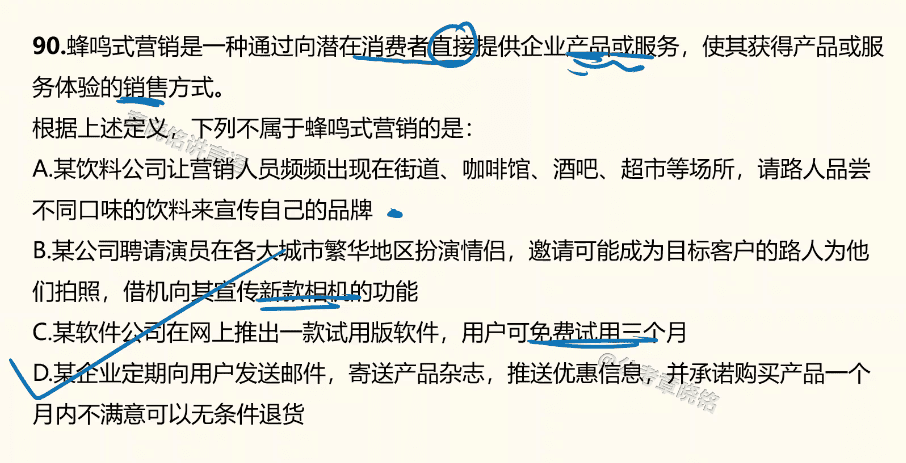 90.蜂鸣式营销是一种通过向潜在消费者直接提供企业产品或服务，使其获得产品或服
务体验的销售方式。
根据上述定义，下列不属于蜂鸣式营销的是：
A.某饮料公司让营销人员频频出现在街道、咖啡馆、酒吧、超市等场所，请路人品尝
不同口味的饮料来宣传自己的品牌
B.某公司聘请演员在各大城市繁华地区扮演情侣，邀请可能成为目标客户的路人为他
们拍照，借机向其宣传新款相机的功能
C.某软件公司在网上推出一款试用版软件，用户可免费试用三个月
D.某企业定期向用户发送邮件，寄送产品杂志，推送优惠信息，并承诺购买产品一个
月内不满意可以无条件退货